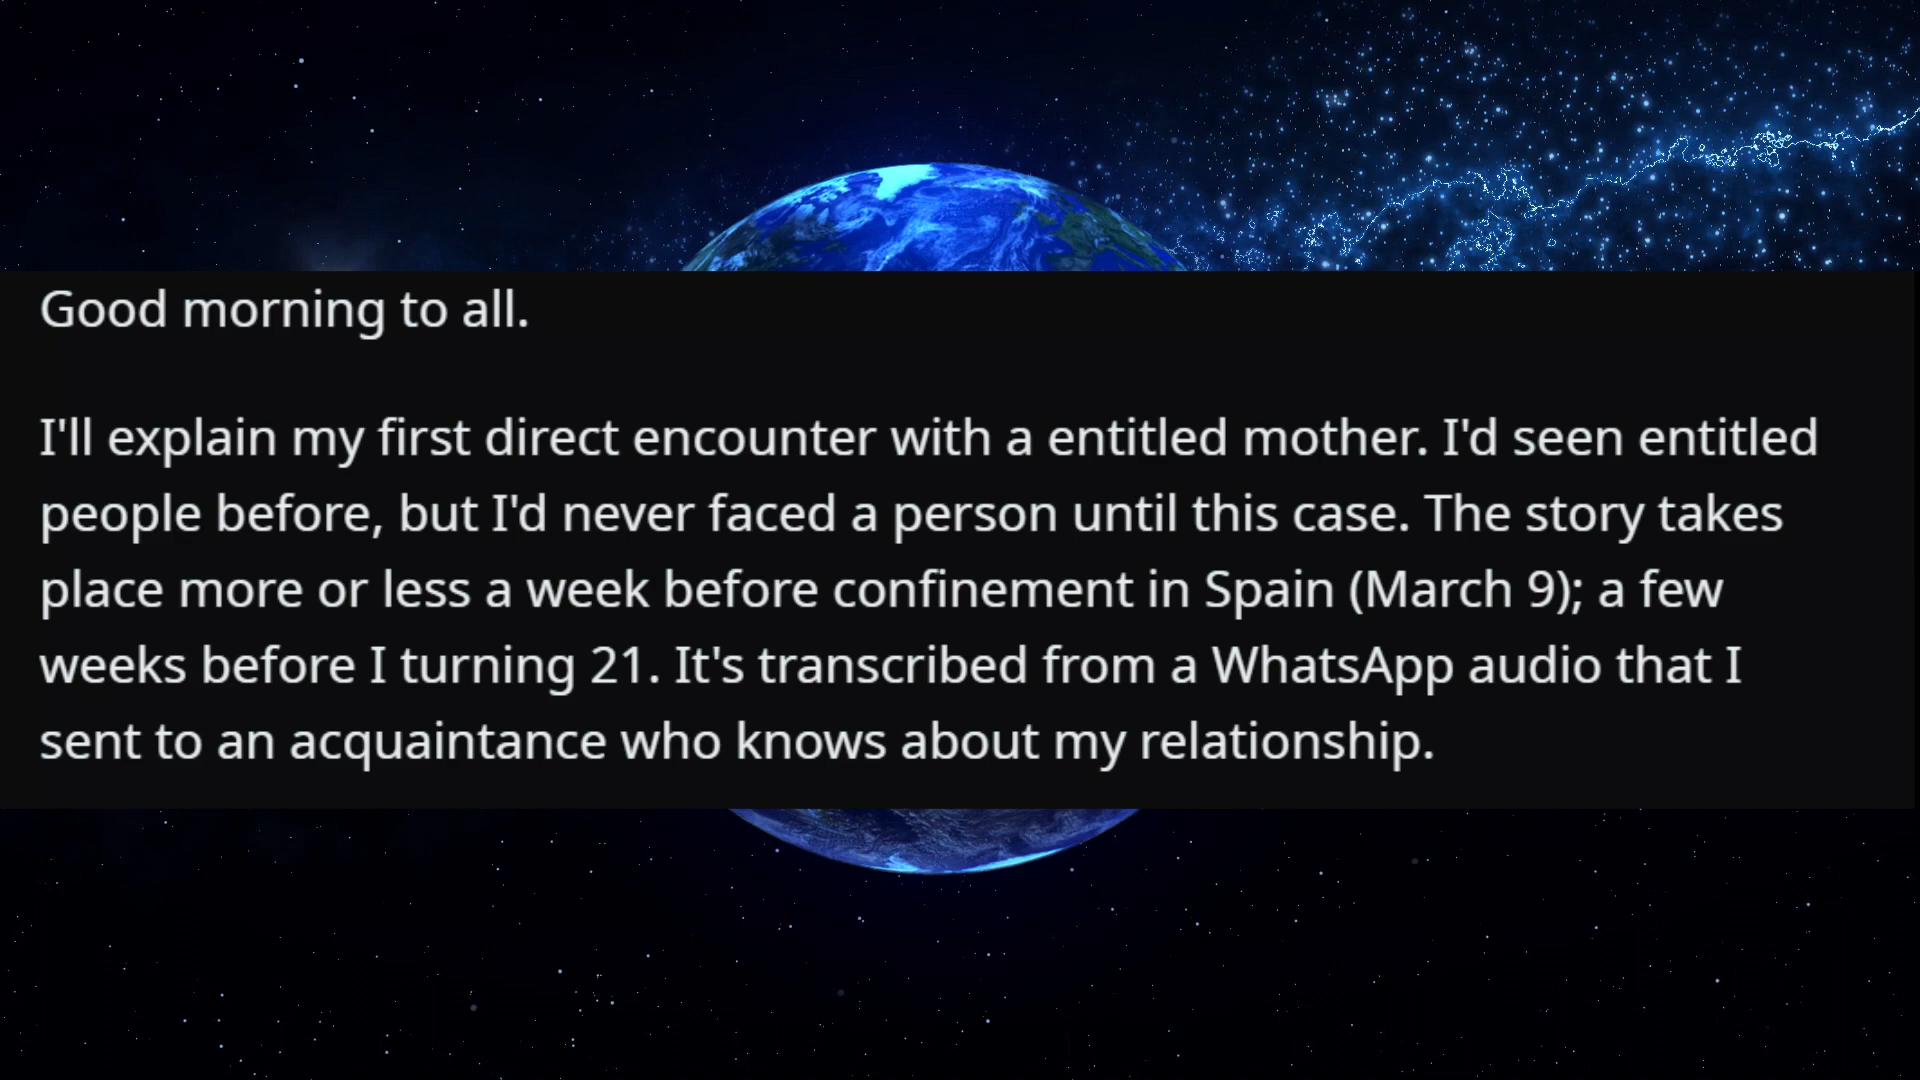 Good morning to all.
I'll explain my first direct encounter with a entitled mother. I'd seen entitled
people before, but I'd never faced a person until this case. The story takes
place more or less a week before confinement in Spain (March 9); a few
weeks before I turning 21. It's transcribed from a WhatsApp audio that I
sent to an acquaintance who knows about my relationship.